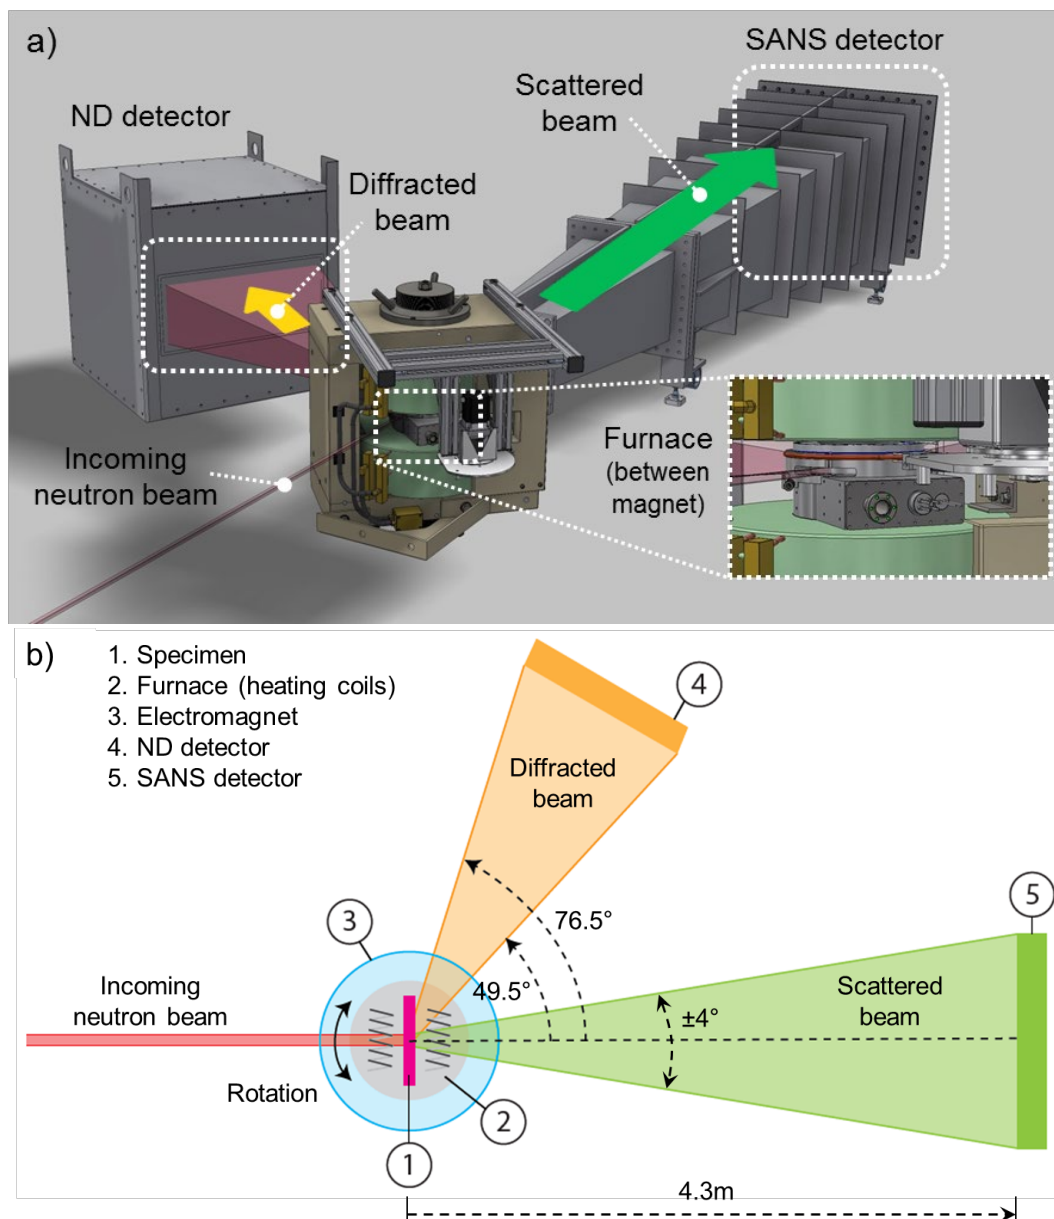 a)
SANS detector
Scattered
beam
ND detector
Diffracted
beam
Incoming
neutron beam
Furnace
(between
magnet)
b)
1. Specimen
2. Furnace (heating coils)
3. Electromagnet
4. ND detector
5. SANS detector
4
Diffracted
beam
76.5°
49.5°
3
5
Incoming
neutron beam
Scattered
beam
±4°
Rotation
2
1
4.3m